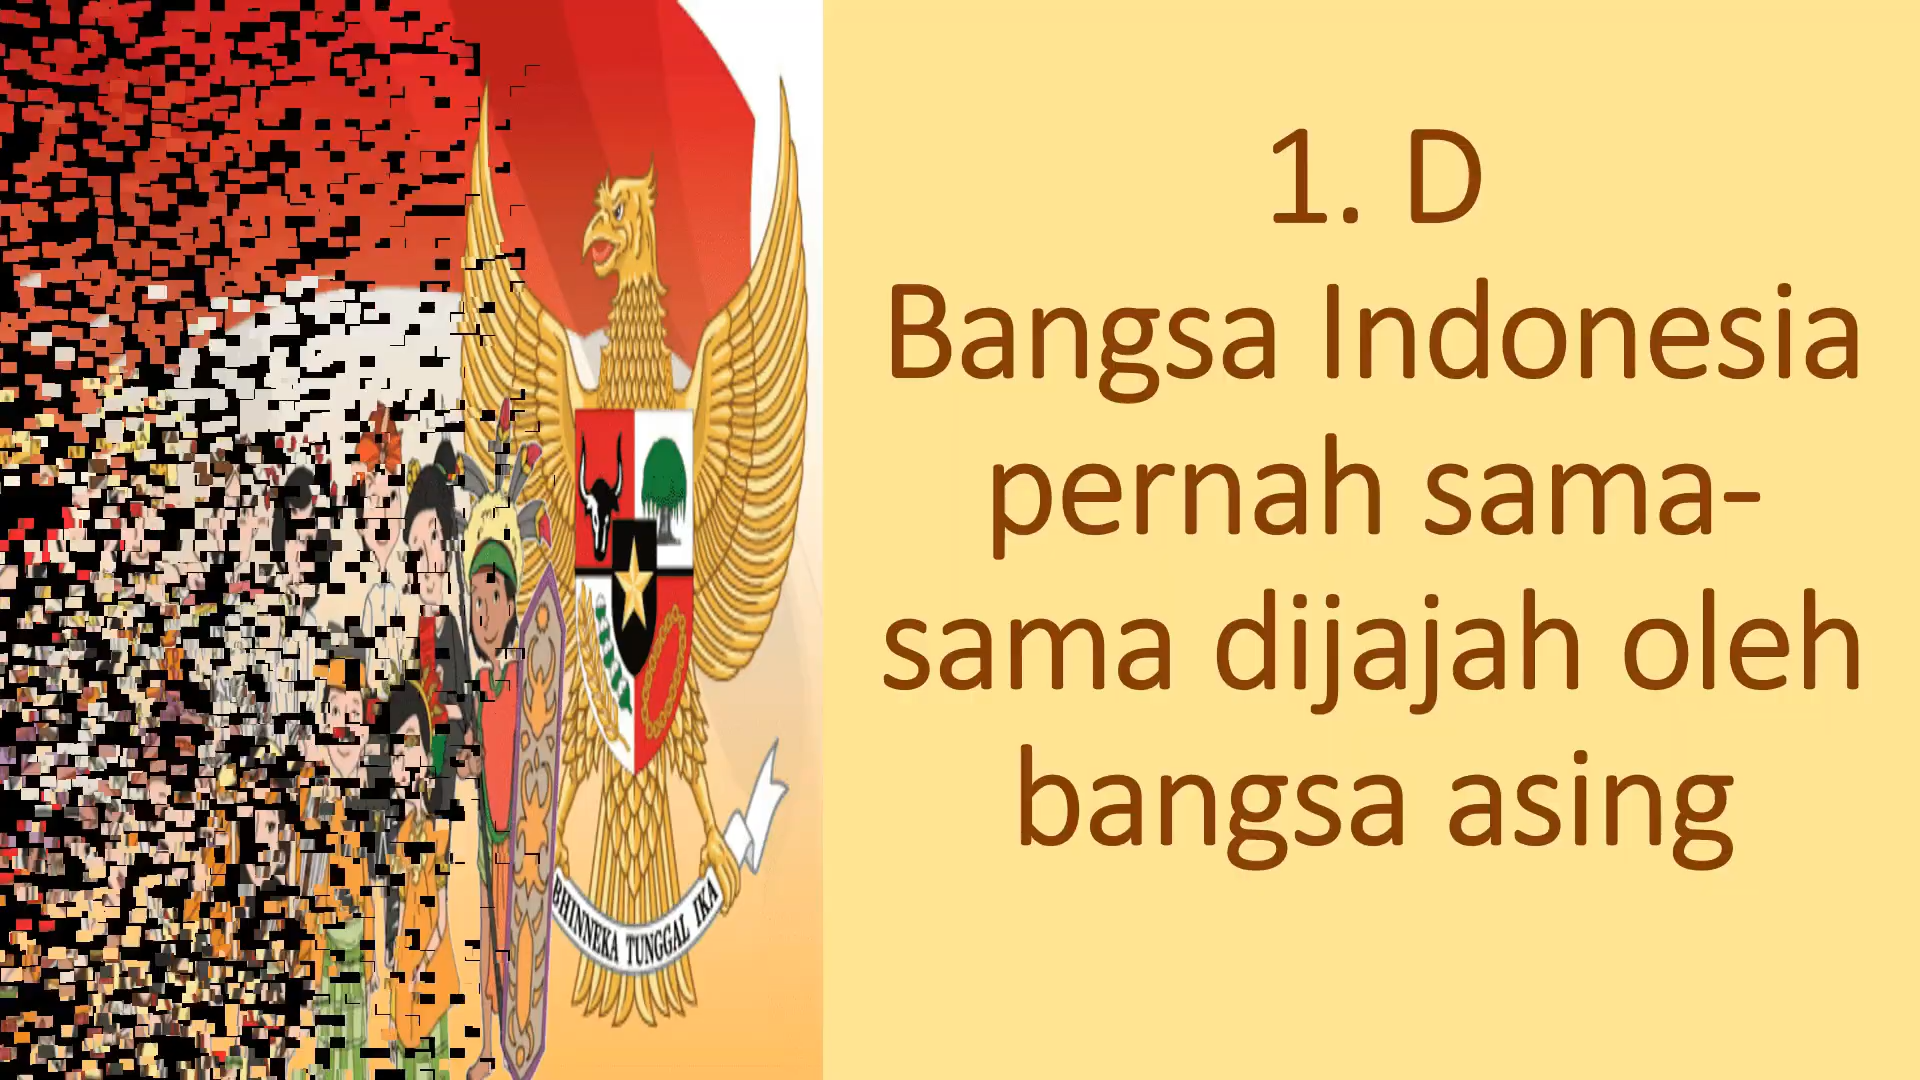 1. D
Bangsa Indonesia
pernah sama-
sama dijajah oleh
bangsa asing
BHINNEKA TUNGGAL IKA